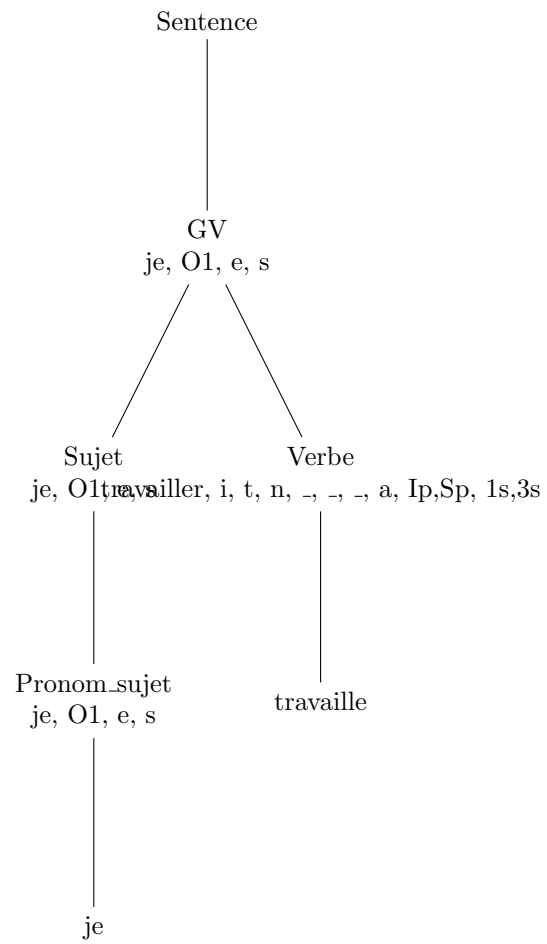 Sentence
GV
je, O1, e, s
Sujet
Verbe
je, O1, e, s
travailler, i, t, n, _, _, _, a, Ip,Sp, 1s,3s
Pronom_sujet
je, O1, e, s
travaille
je